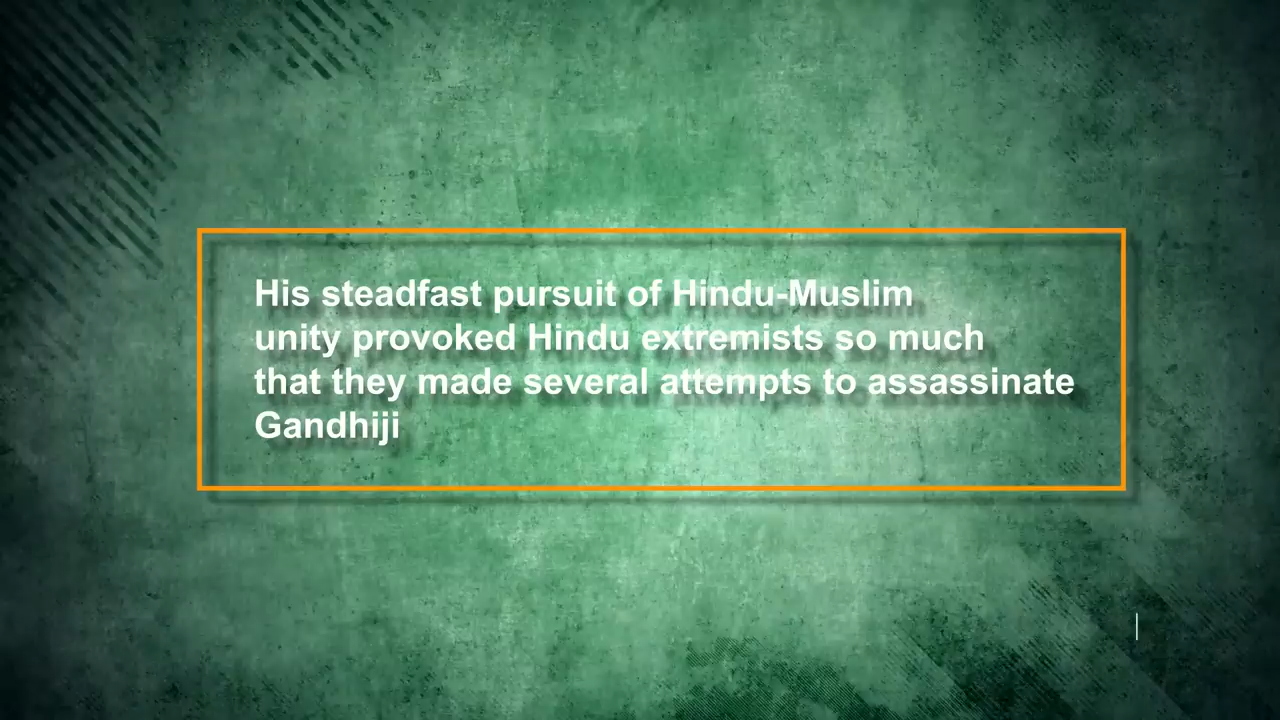 His steadfast pursuit of Hindu-Muslim
unity provoked Hindu extremists so much
that they made several attempts to assassinate
Gandhiji